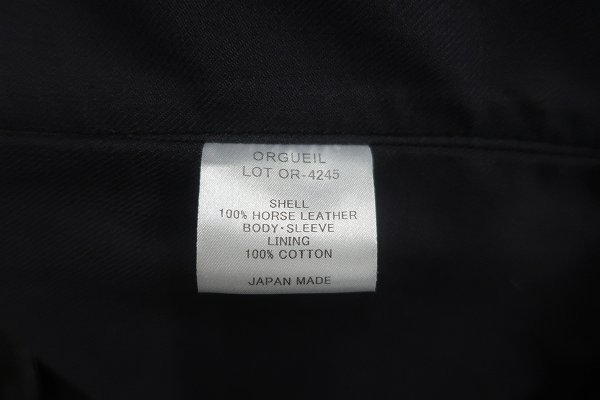 ORGUEIL
LOT OR-4245
SHELL
100% HORSE LEATHER
BODY・SLEEVE
LINING
100% COTTON
JAPAN MADE